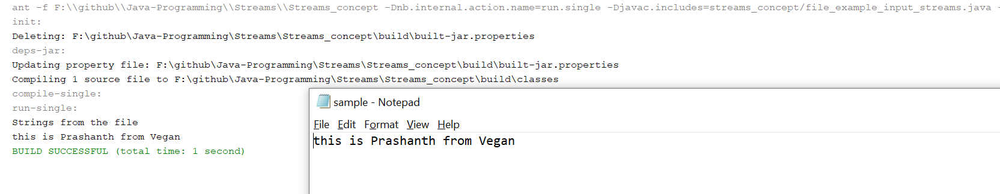 ant -f F:\\github\\Java-Programming\\Streams\\Streams_concept -Dnb.internal.action.name=run.single -Djavac.includes=streams_concept/file_example_input_streams.java -
init:
Deleting: F:\github\Java-Programming\Streams\Streams_concept\build\built-jar.properties
deps-jar:
Updating property file: F:\github\Java-Programming\Streams\Streams_concept\build\built-jar.properties
Compiling 1 source file to F:\github\Java-Programming\Streams\Streams_concept\build\classes
compile-single:
run-single:
Strings from the file
this is Prashanth from Vegan
BUILD SUCCESSFUL (total time: 1 second)
sample - Notepad
File Edit Format View Help
this is Prashanth from Vegan